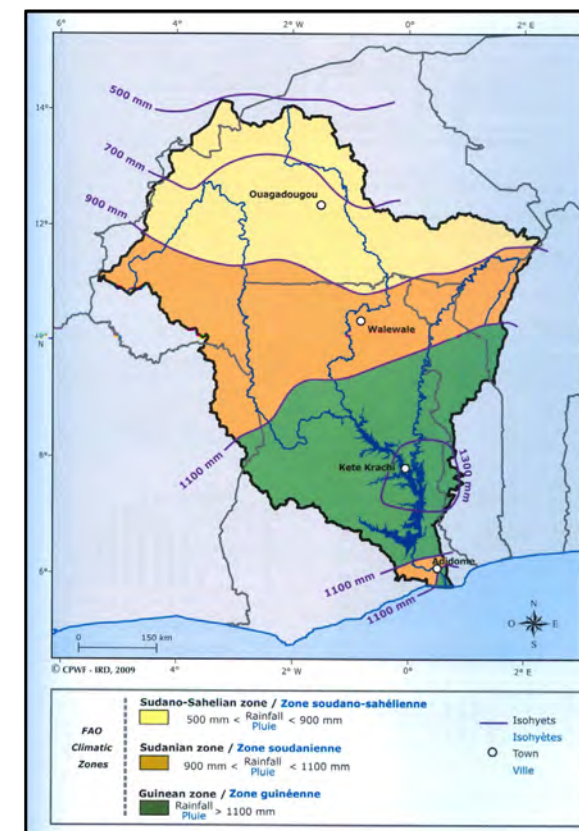 6° 4° 2° W 0° 2° E
14°
500 mm
700 mm
Ouagadougou
900 mm
12°
Walewale
N
8°
1100 mm
1300 mm
Kete Krachi
6°
1100 mm
1100 mm
N
O E
S
0 150 km
© CPWF - IRD, 2009
4° 2° W 0° 2° E
FAO
Climatic
Zones
Sudano-Sahelian zone / Zone soudano-sahélienne
500 mm < Rainfall < 900 mm
Pluie
Sudanian zone / Zone soudanienne
900 mm < Rainfall < 1100 mm
Pluie
Guinean zone / Zone guinéenne
Rainfall > 1100 mm
Pluie
Isohyets
Isohyètes
Town
Ville